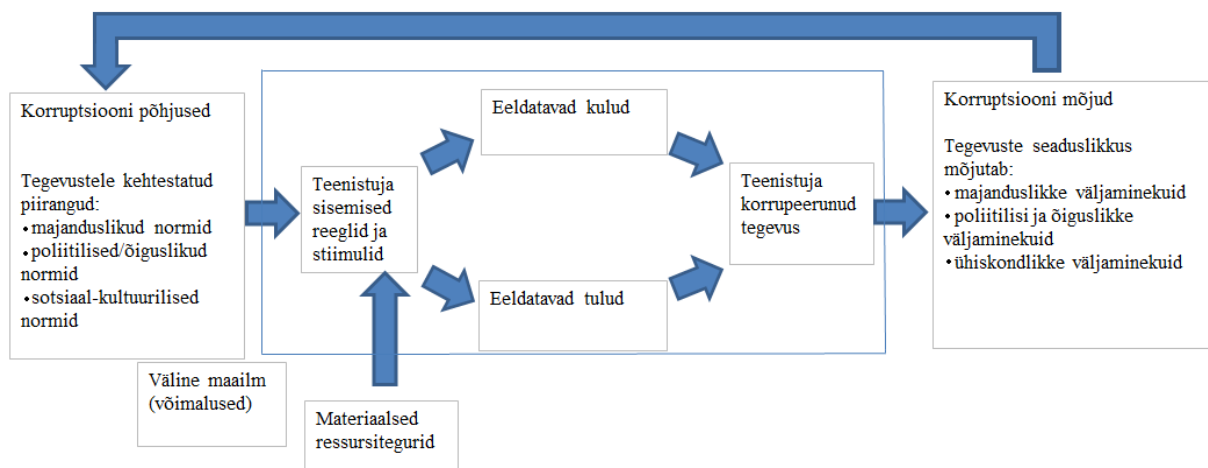 Korruptsiooni põhjused
Tegevustele kehtestatud
piirangud:
•majanduslikud normid
•poliitilised/õiguslikud
normid
•sotsiaal-kultuurilised
normid
Väline maailm
(võimalused)
Teenistuja
sisemised
reeglid ja
stiimulid
Materiaalsed
ressursitegurid
Eeldatavad kulud
Eeldatavad tulud
Teenistuja
korrupeerunud
tegevus
Korruptsiooni mõjud
Tegevuste seaduslikkus
mõjutab:
•majanduslikke väljaminekuid
•poliitilisi ja õiguslikke
väljaminekuid
•ühiskondlikke väljaminekuid